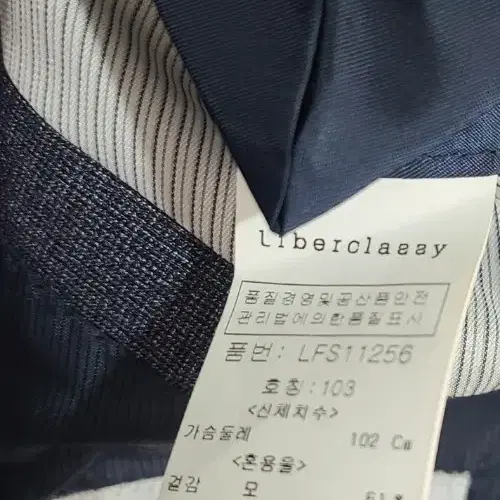 liberclassy
품질경영및공산품안전
관리법에의한품질표시
품번: LFS11256
호칭:103
<신체치수>
가슴둘레 102 Cm
<혼용율>
겉감 모